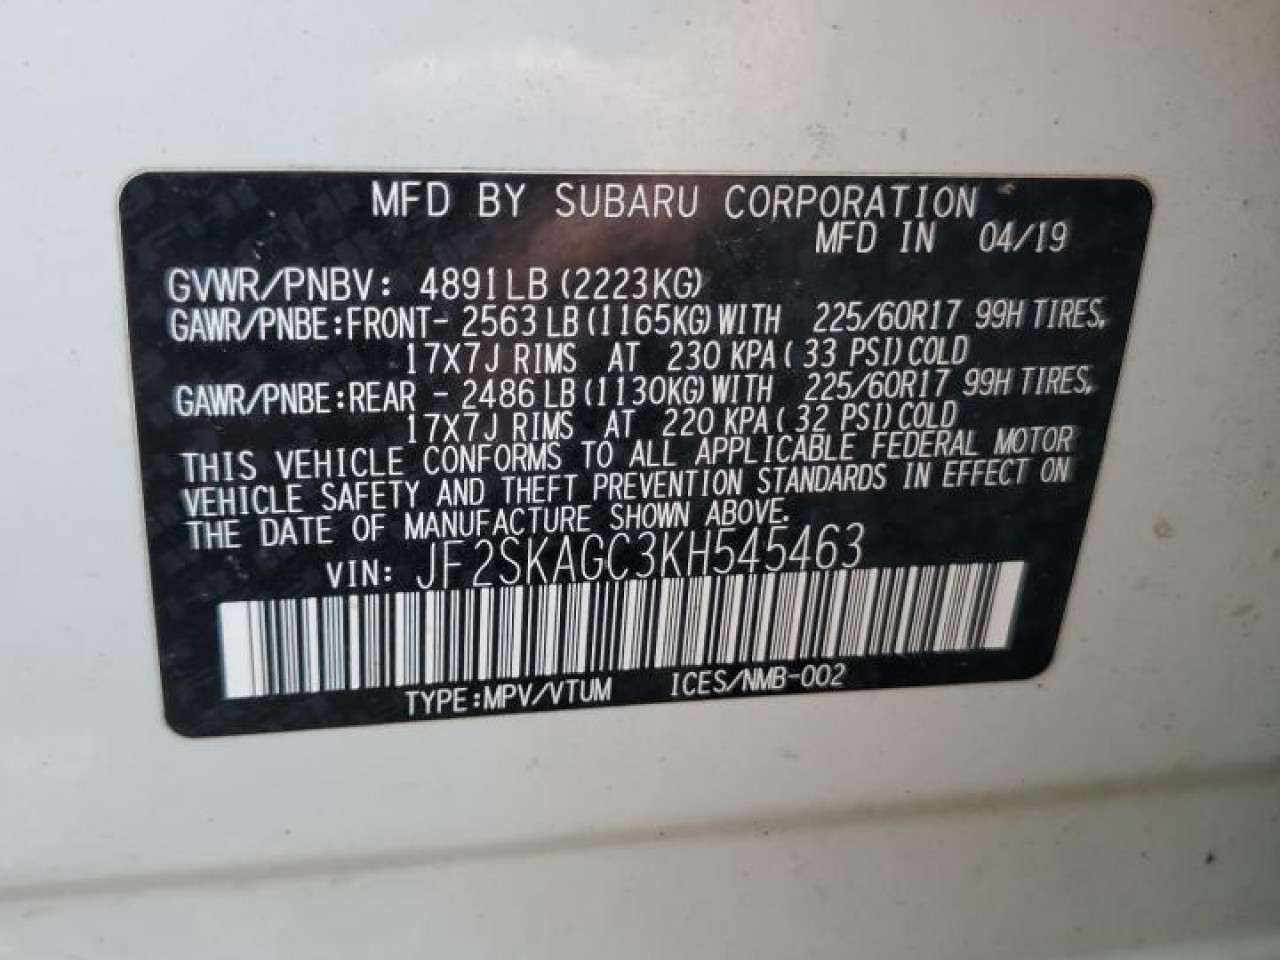 MFD BY SUBARU CORPORATION
MFD IN 04/19
GVWR/PNBV: 4891LB (2223KG)
GAWR/PNBE:FRONT- 2563 LB (1165KG) WITH 225/60R17 99H TIRES,
17X7J RIMS AT 230 KPA ( 33 PSI) COLD
GAWR/PNBE:REAR - 2486 LB (1130KG) WITH 225/60R17 99H TIRES,
17X7J RIMS AT 220 KPA ( 32 PSI) COLD
THIS VEHICLE CONFORMS TO ALL APPLICABLE FEDERAL MOTOR
VEHICLE SAFETY AND THEFT PREVENTION STANDARDS IN EFFECT ON
THE DATE OF MANUFACTURE SHOWN ABOVE.
VIN: JF2SKAGC3KH545463
TYPE:MPV/VTUM ICES/NMB-002